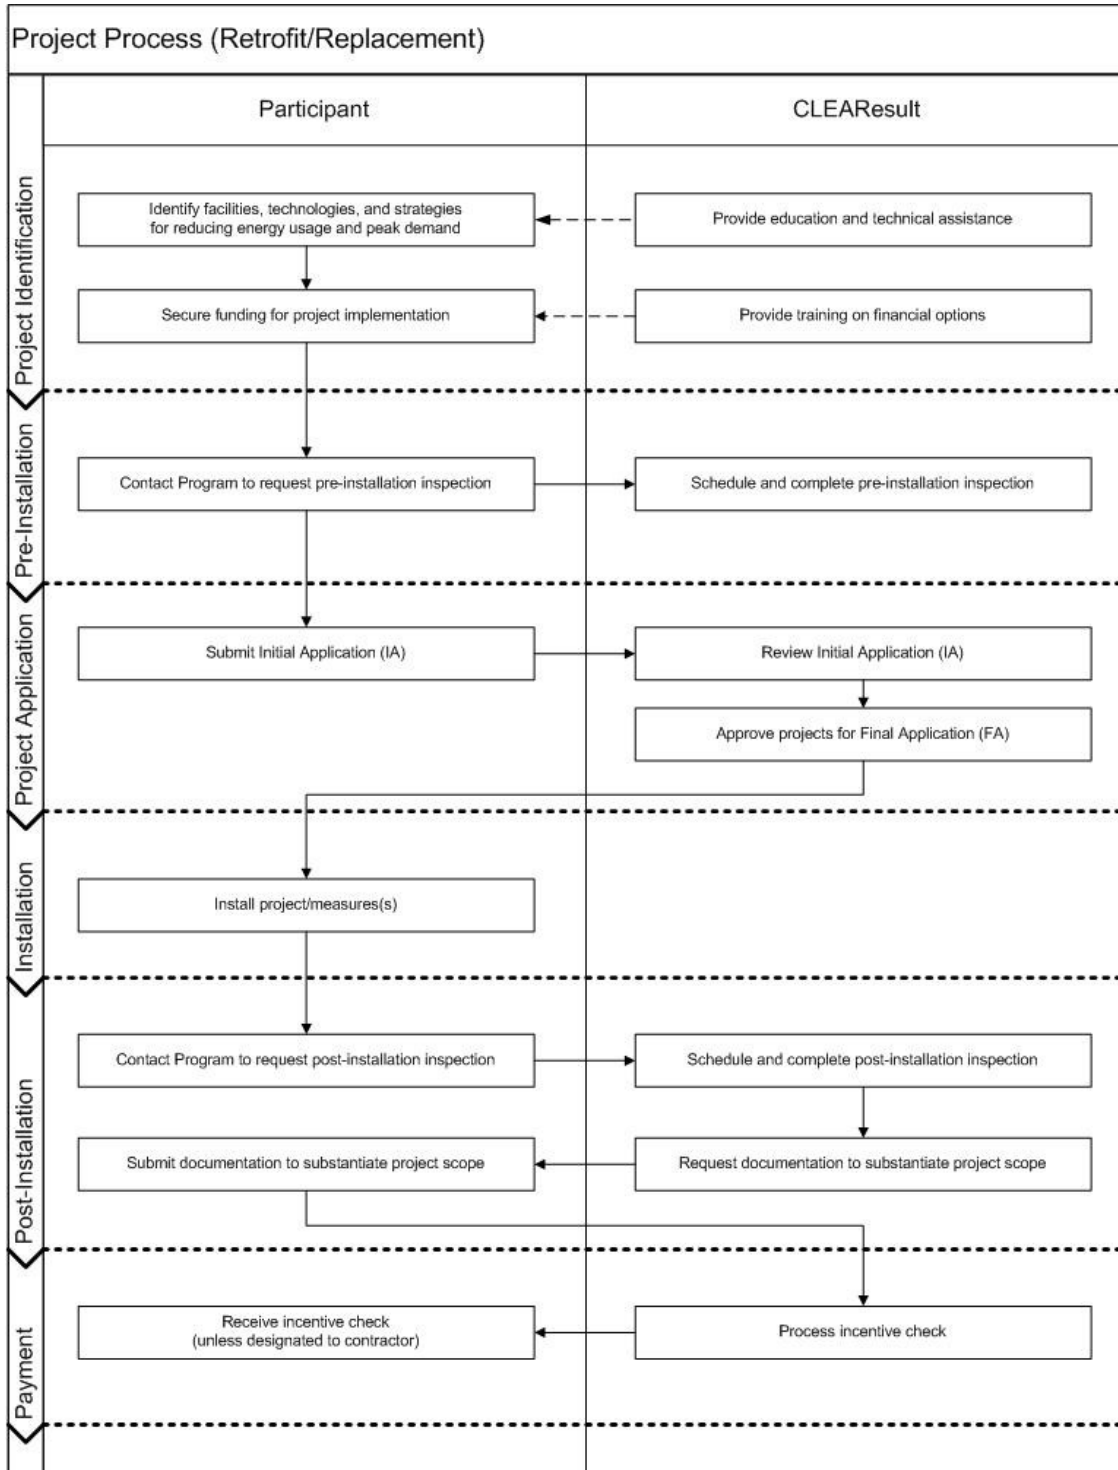 Project Process (Retrofit/Replacement)
Participant
CLEAResult
Project Identification
Identify facilities, technologies, and strategies
for reducing energy usage and peak demand
Provide education and technical assistance
Secure funding for project implementation
Provide training on financial options
Pre-Installation
Contact Program to request pre-installation inspection
Schedule and complete pre-installation inspection
Project Application
Submit Initial Application (IA)
Review Initial Application (IA)
Approve projects for Final Application (FA)
Installation
Install project/measures(s)
Post-Installation
Contact Program to request post-installation inspection
Schedule and complete post-installation inspection
Submit documentation to substantiate project scope
Request documentation to substantiate project scope
Payment
Receive incentive check
(unless designated to contractor)
Process incentive check